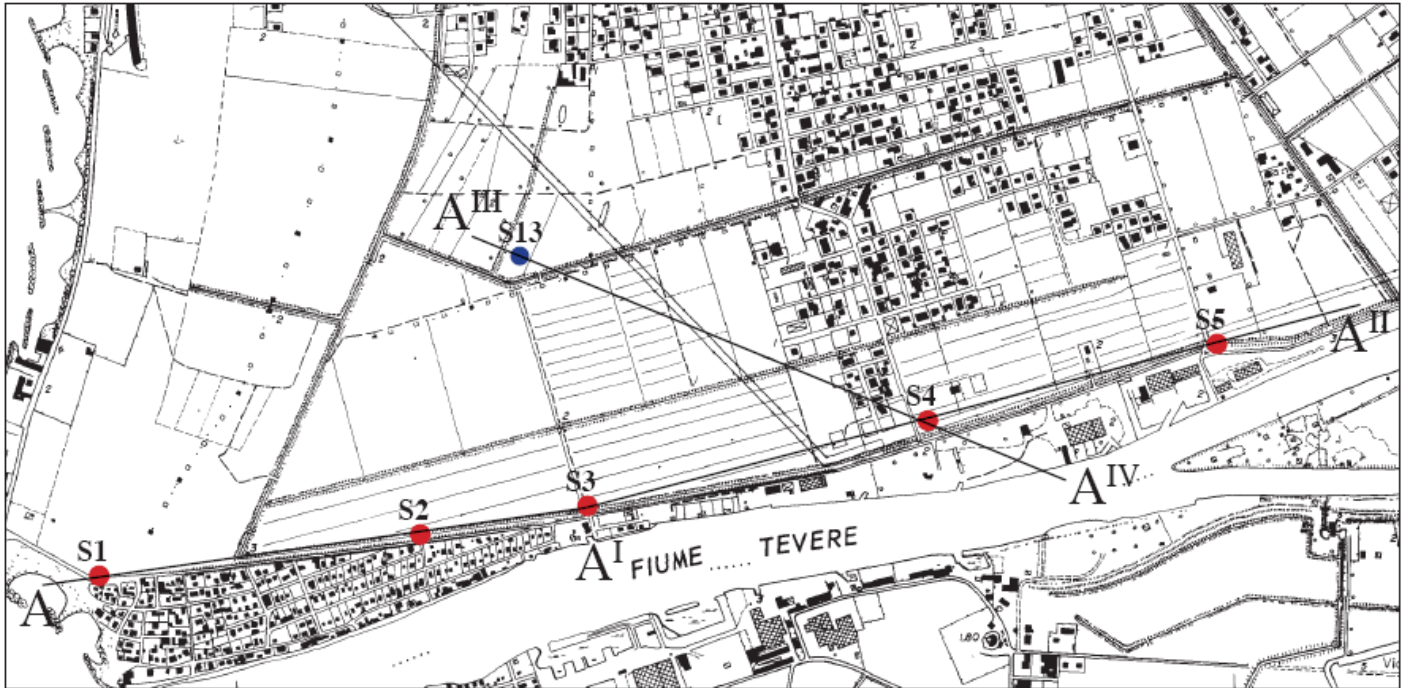 A III
S13
S5
A II
S4
A IV
S3
S2
A I
FIUME ...... TEVERE
S1
A
1.80